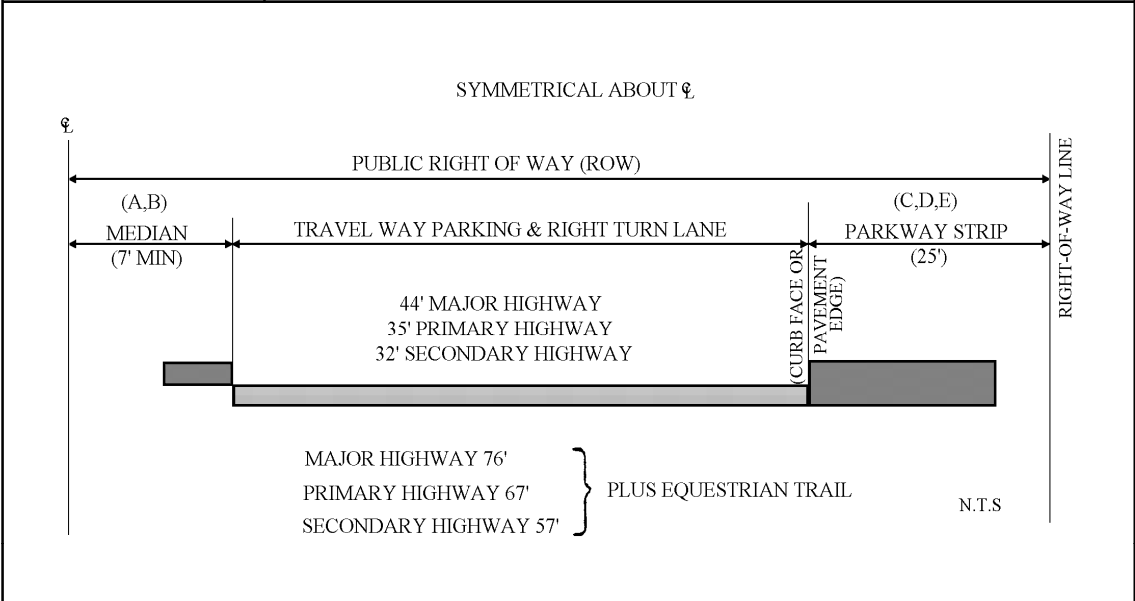 SYMMETRICAL ABOUT ℄
℄
PUBLIC RIGHT OF WAY (ROW)
(A,B)
MEDIAN
(7' MIN)
TRAVEL WAY PARKING & RIGHT TURN LANE
(C,D,E)
PARKWAY STRIP
(25')
RIGHT-OF-WAY LINE
(CURB FACE OR
PAVEMENT
EDGE)
44' MAJOR HIGHWAY
35' PRIMARY HIGHWAY
32' SECONDARY HIGHWAY
MAJOR HIGHWAY 76'
PRIMARY HIGHWAY 67'
SECONDARY HIGHWAY 57'
PLUS EQUESTRIAN TRAIL
N.T.S